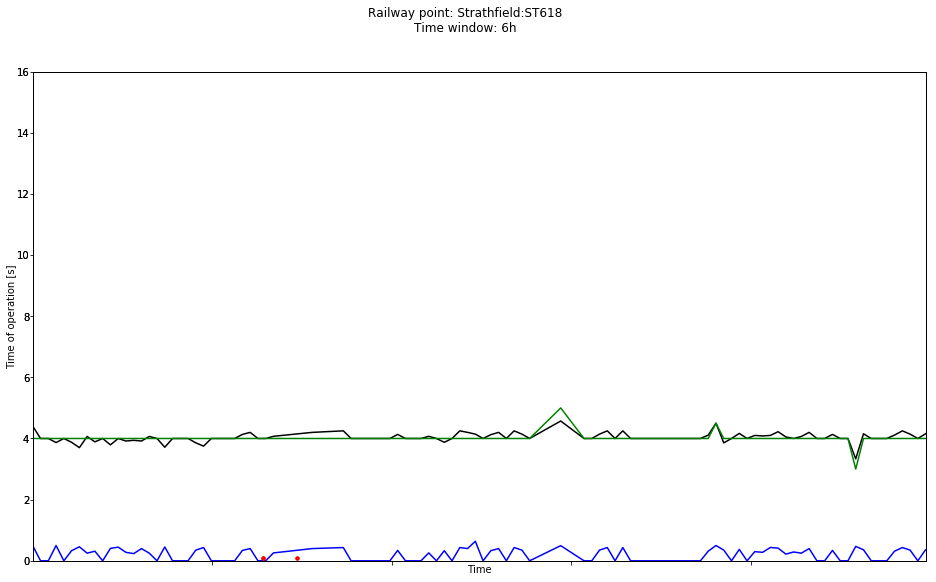 Railway point: Strathfield:ST618
Time window: 6h
16
14
12
10
8
6
4
2
0
Time of operation [s]
Time